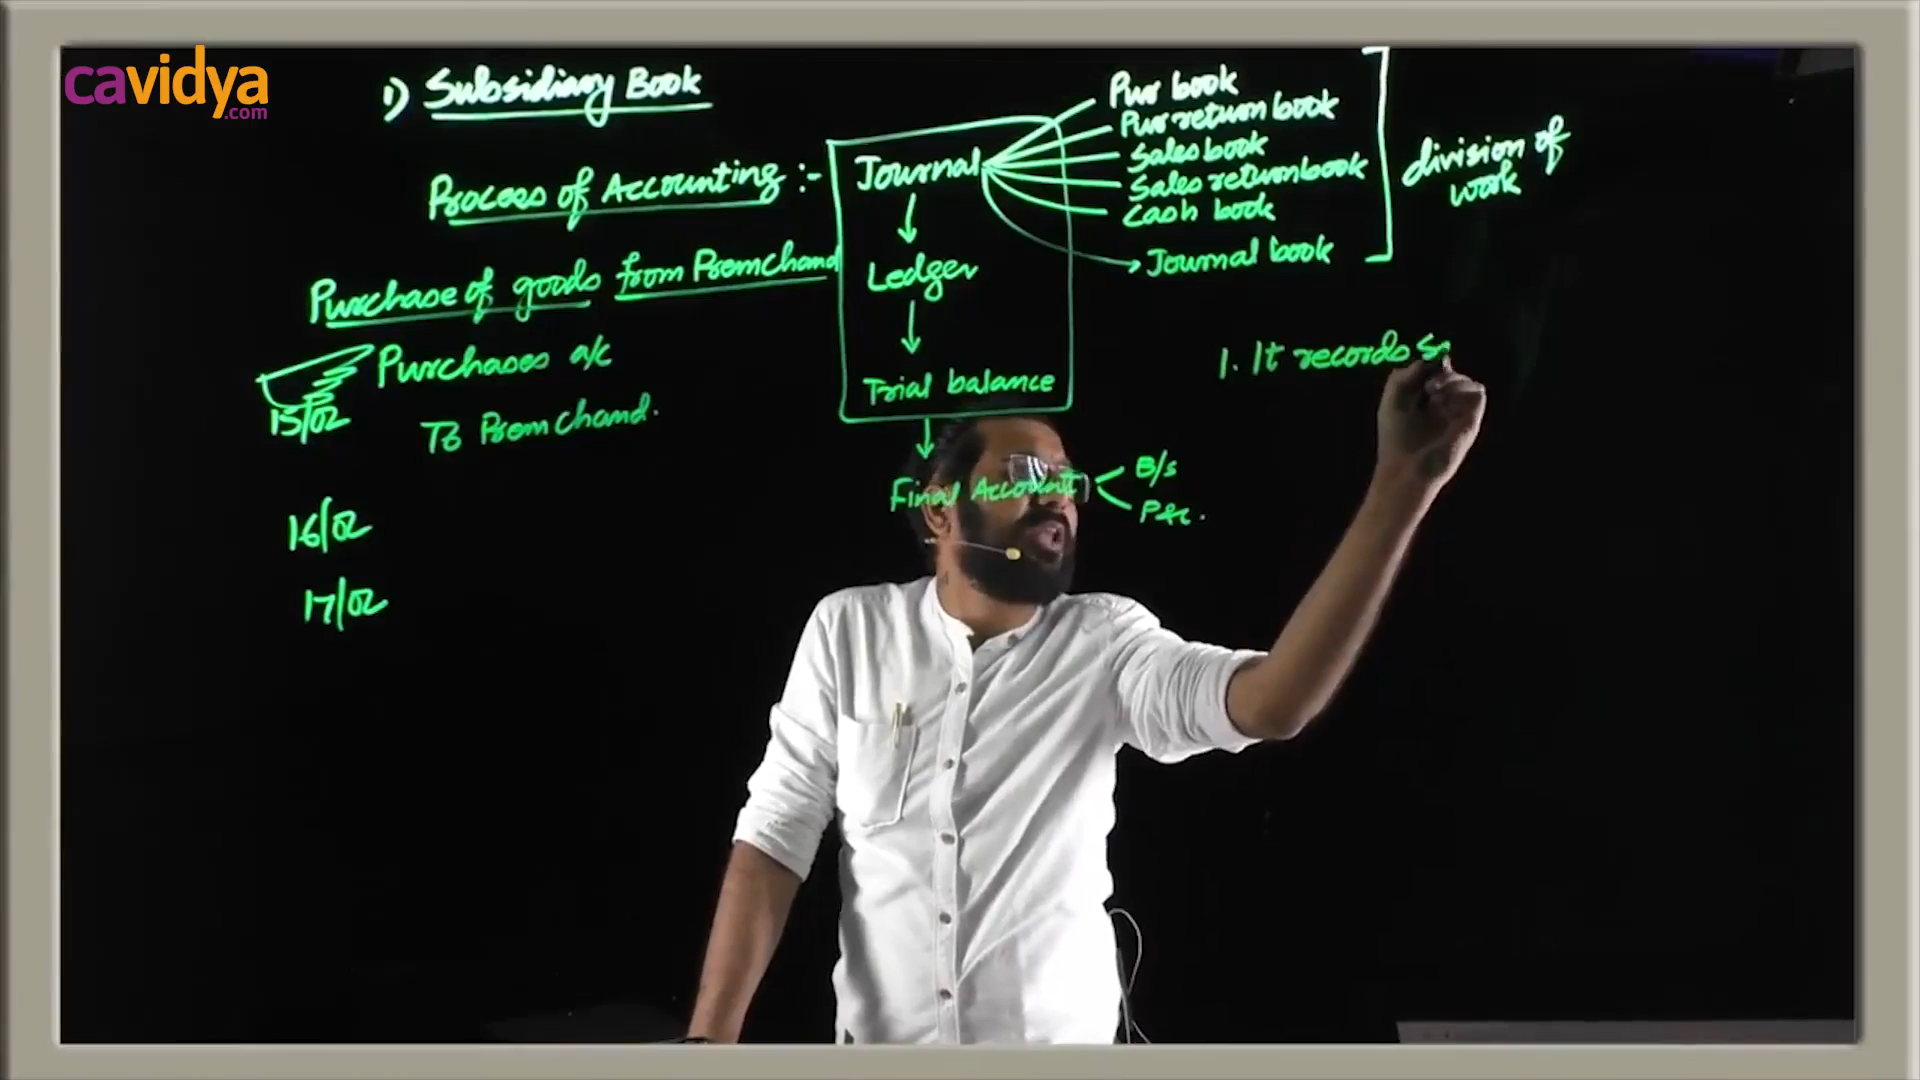 cavidya
.com
1) Subsidiary Book
Process of Accounting :-
Journal
Pur book
Pur return book
Sales book
Sales return book
Cash book
Journal book
division of
work
Ledger
Trial balance
Final Account
B/s
P&L.
Purchase of goods from Premchand
Purchases a/c
15/02
To Premchand.
16/02
17/02
1. It records